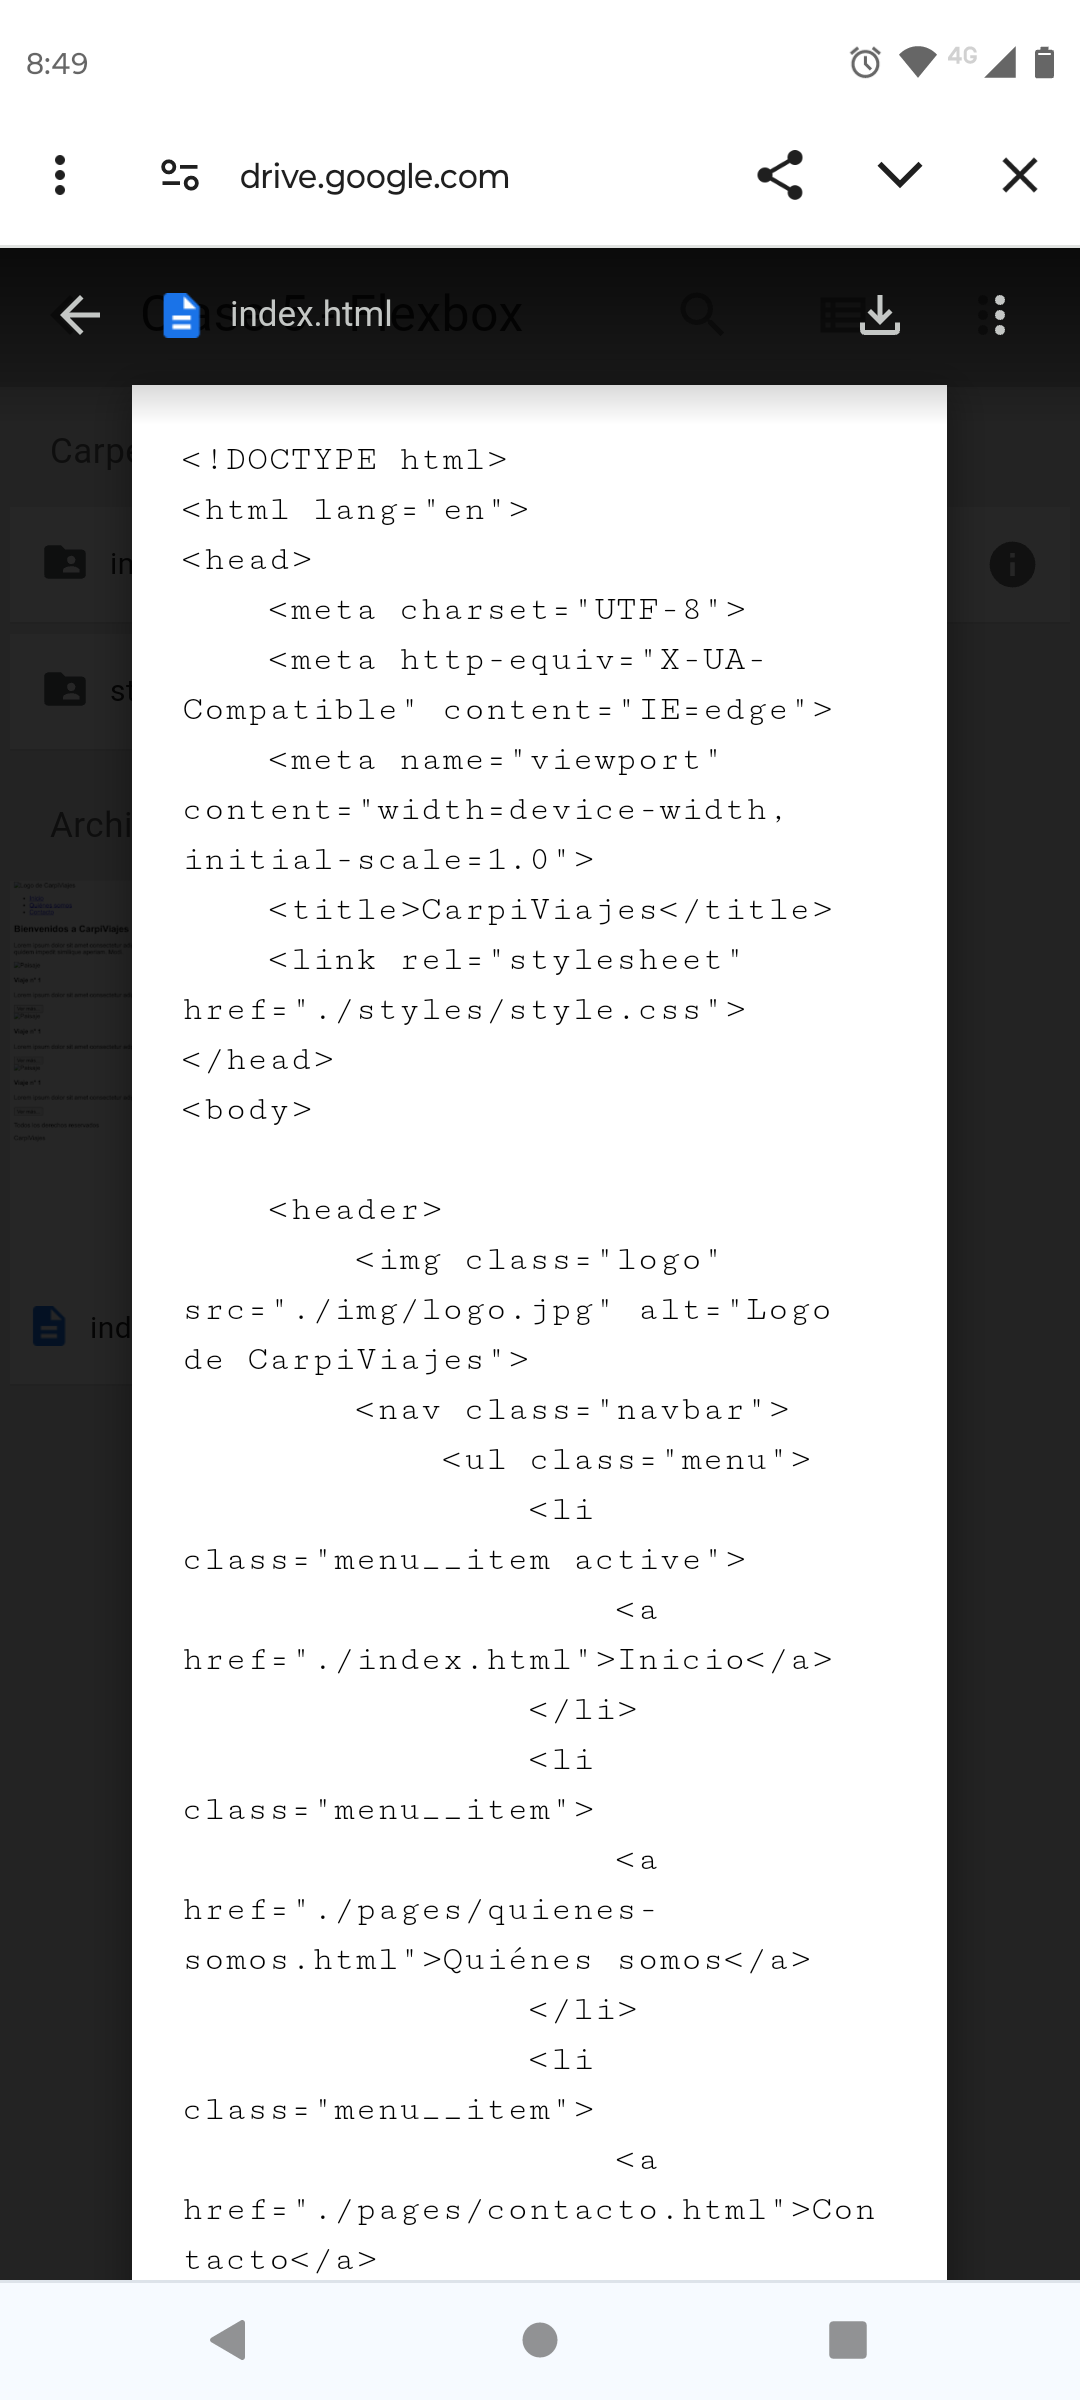 8:49
4G
drive.google.com
index.html
<!DOCTYPE html>
<html lang="en">
<head>
<meta charset="UTF-8">
<meta http-equiv="X-UA-
Compatible" content="IE=edge">
<meta name="viewport"
content="width=device-width,
initial-scale=1.0">
<title>CarpiViajes</title>
<link rel="stylesheet"
href="./styles/style.css">
</head>
<body>
<header>
<img class="logo"
src="./img/logo.jpg" alt="Logo
de CarpiViajes">
<nav class="navbar">
<ul class="menu">
<li
class="menu__item active">
<a
href="./index.html">Inicio</a>
</li>
<li
class="menu__item">
<a
href="./pages/quienes-
somos.html">Quiénes somos</a>
</li>
<li
class="menu__item">
<a
href="./pages/contacto.html">Con
tacto</a>
Bienvenidos a CarpiViajes